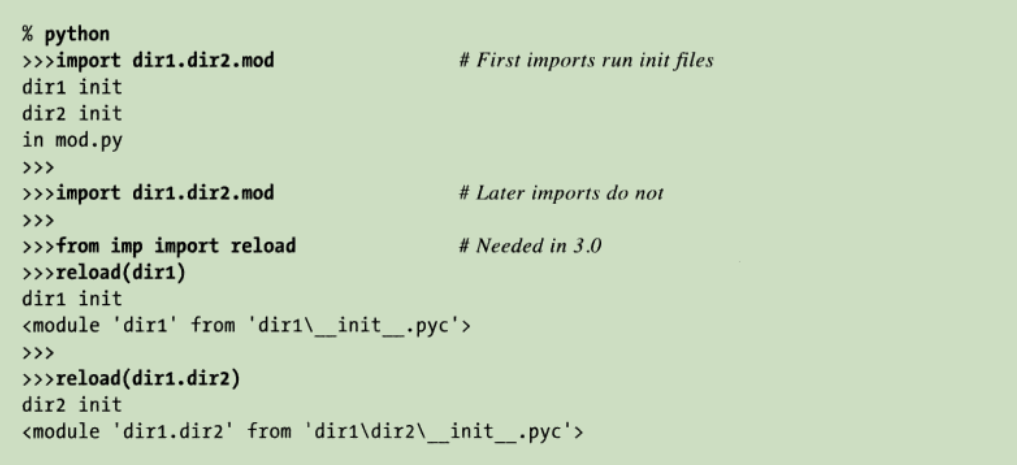 % python
>>>import dir1.dir2.mod # First imports run init files
dir1 init
dir2 init
in mod.py
>>>
>>>import dir1.dir2.mod # Later imports do not
>>>
>>>from imp import reload # Needed in 3.0
>>>reload(dir1)
dir1 init
<module 'dir1' from 'dir1\__init__.pyc'>
>>>
>>>reload(dir1.dir2)
dir2 init
<module 'dir1.dir2' from 'dir1\dir2\__init__.pyc'>